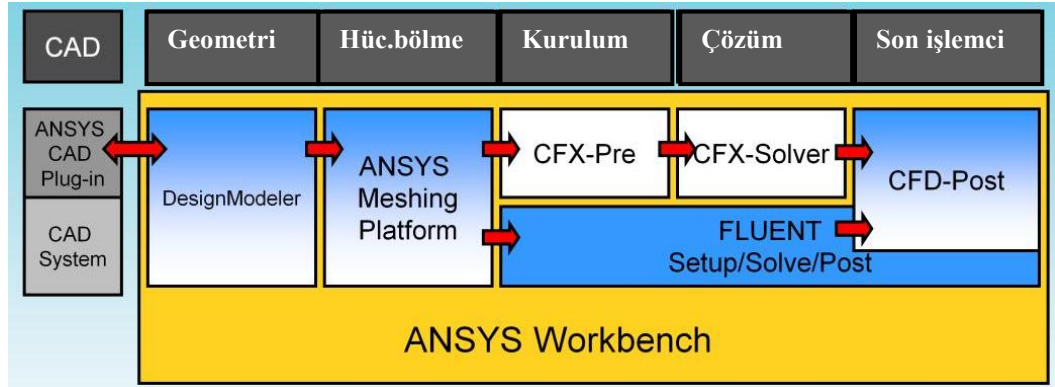 CAD
Geometri
Hüc.bölme
Kurulum
Çözüm
Son işlemci
ANSYS
CAD
Plug-in
CAD
System
DesignModeler
ANSYS
Meshing
Platform
CFX-Pre
CFX-Solver
CFD-Post
FLUENT
Setup/Solve/Post
ANSYS Workbench